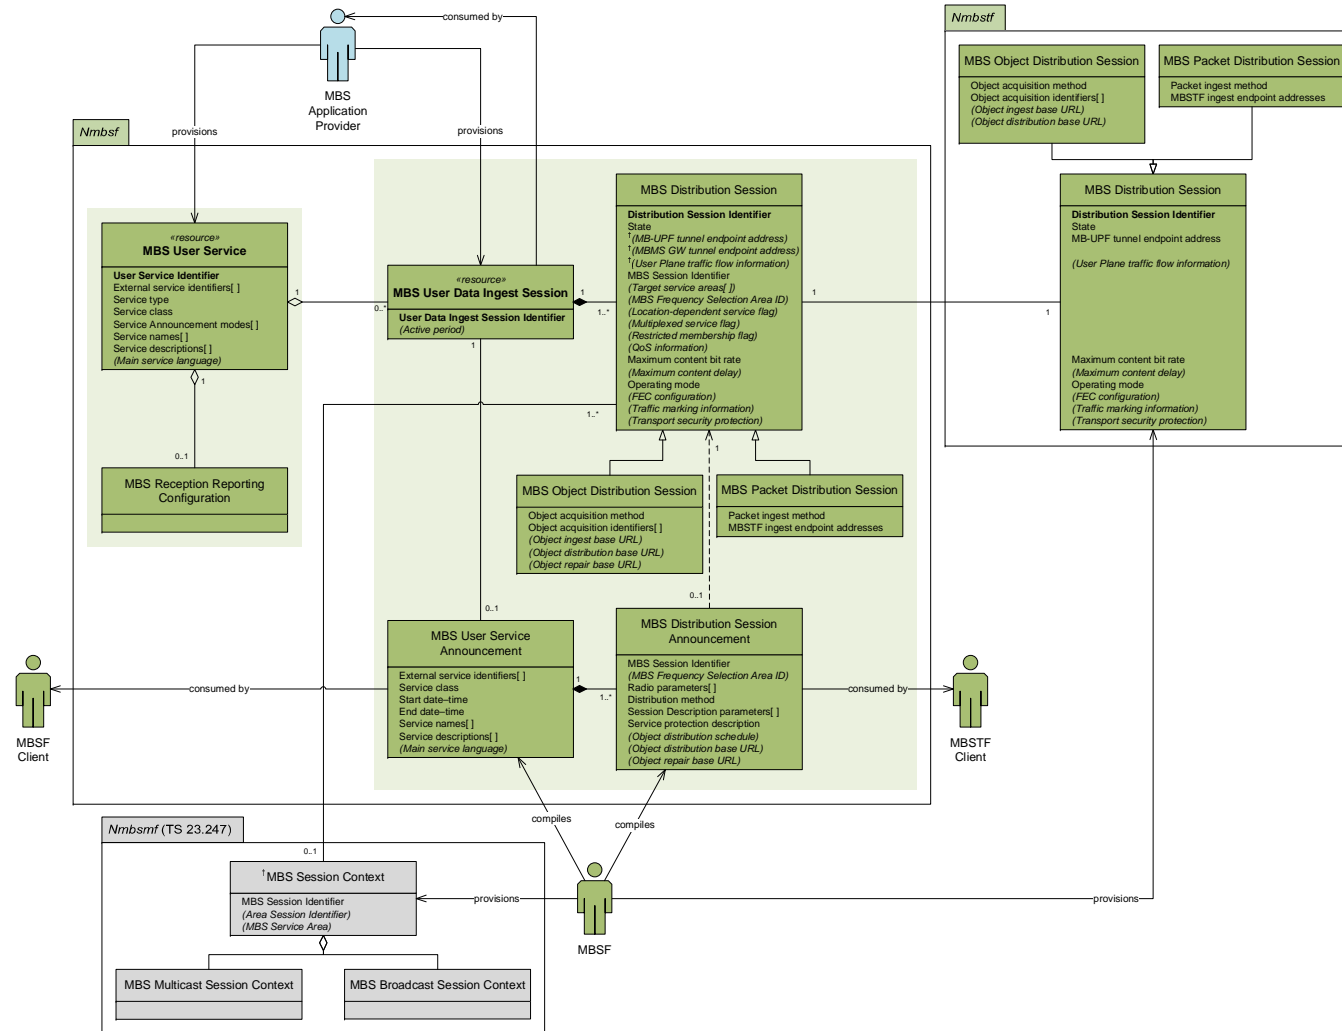 consumed by
MBS
Application
Provider
provisions
provisions
Nmbstf
MBS Object Distribution Session
Object acquisition method
Object acquisition identifiers[ ]
(Object ingest base URL)
(Object distribution base URL)
MBS Packet Distribution Session
Packet ingest method
MBSTF ingest endpoint addresses
MBS Distribution Session
Distribution Session Identifier
State
MB-UPF tunnel endpoint address
(User Plane traffic flow information)
Maximum content bit rate
(Maximum content delay)
Operating mode
(FEC configuration)
(Traffic marking information)
(Transport security protection)
Nmbsf
«resource»
MBS User Service
User Service Identifier
External service identifiers[ ]
Service type
Service class
Service Announcement modes[ ]
Service names[ ]
Service descriptions[ ]
(Main service language)
1
0..*
1
0..1
MBS Reception Reporting
Configuration
«resource»
MBS User Data Ingest Session
User Data Ingest Session Identifier
(Active period)
1
1..*
1
0..1
MBS Distribution Session
Distribution Session Identifier
State
†(MB-UPF tunnel endpoint address)
†(MBMS GW tunnel endpoint address)
†(User Plane traffic flow information)
MBS Session Identifier
(Target service areas[ ])
(MBS Frequency Selection Area ID)
(Location-dependent service flag)
(Multiplexed service flag)
(Restricted membership flag)
(QoS information)
Maximum content bit rate
(Maximum content delay)
Operating mode
(FEC configuration)
(Traffic marking information)
(Transport security protection)
1
1
1..*
1
0..1
MBS Object Distribution Session
Object acquisition method
Object acquisition identifiers[ ]
(Object ingest base URL)
(Object distribution base URL)
(Object repair base URL)
MBS Packet Distribution Session
Packet ingest method
MBSTF ingest endpoint addresses
MBS User Service
Announcement
External service identifiers[ ]
Service class
Start date–time
End date–time
Service names[ ]
Service descriptions[ ]
(Main service language)
1
1..*
MBS Distribution Session
Announcement
MBS Session Identifier
(MBS Frequency Selection Area ID)
Radio parameters[ ]
Distribution method
Session Description parameters[ ]
Service protection description
(Object distribution schedule)
(Object distribution base URL)
(Object repair base URL)
consumed by
consumed by
MBSF
Client
MBSTF
Client
compiles
compiles
Nmbsmf (TS 23.247)
0..1
†MBS Session Context
MBS Session Identifier
(Area Session Identifier)
(MBS Service Area)
MBS Multicast Session Context
MBS Broadcast Session Context
provisions
provisions
MBSF